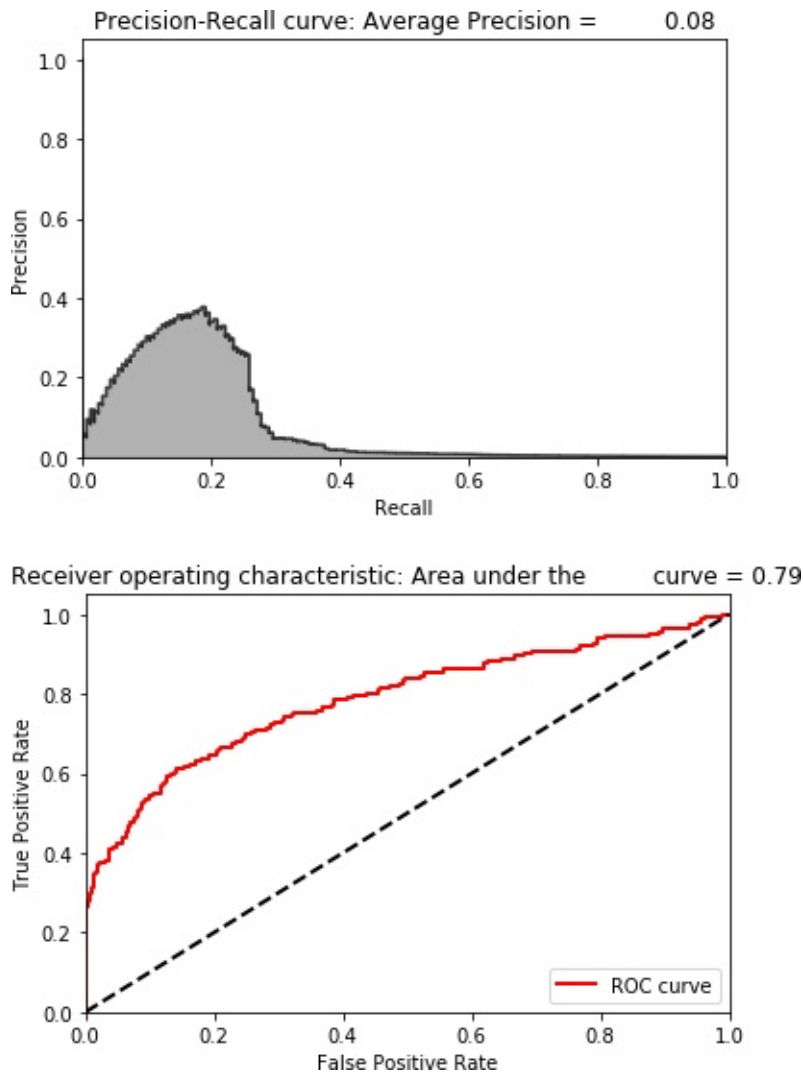 Precision-Recall curve: Average Precision = 0.08
1.0
0.8
0.6
0.4
0.2
0.0
Precision
0.0 0.2 0.4 0.6 0.8 1.0
Recall
Receiver operating characteristic: Area under the curve = 0.79
1.0
0.8
0.6
0.4
0.2
0.0
True Positive Rate
ROC curve
0.0 0.2 0.4 0.6 0.8 1.0
False Positive Rate